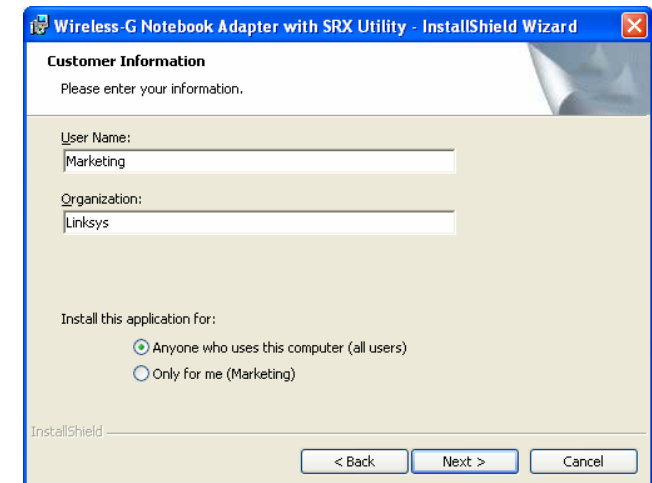 Wireless-G Notebook Adapter with SRX Utility - InstallShield Wizard
Customer Information
Please enter your information.
User Name:
Marketing
Organization:
Linksys
Install this application for:
Anyone who uses this computer (all users)
Only for me (Marketing)
InstallShield
< Back Next > Cancel